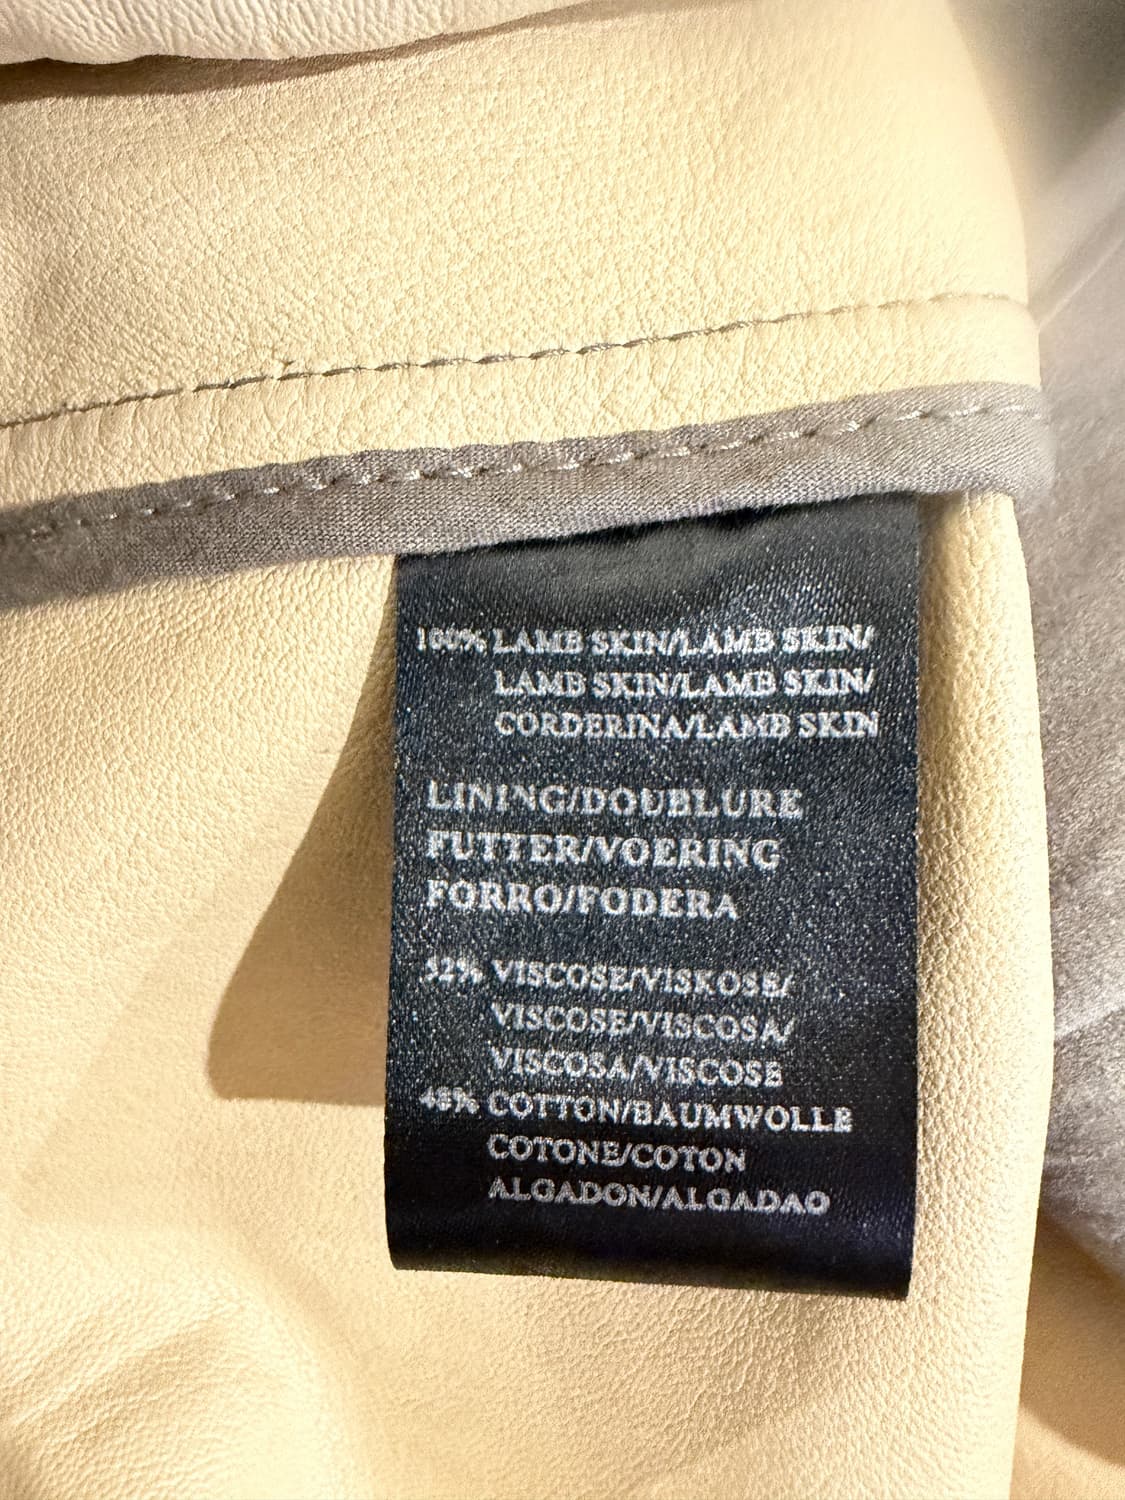 100% LAMB SKIN/LAMB SKIN/
LAMB SKIN/LAMB SKIN/
CORDERINA/LAMB SKIN
LINING/DOUBLURE
FUTTER/VOERING
FORRO/FODERA
52% VISCOSE/VISKOSE/
VISCOSE/VISCOSA/
VISCOSA/VISCOSE
48% COTTON/BAUMWOLLE
COTONE/COTON
ALGADON/ALGADAO